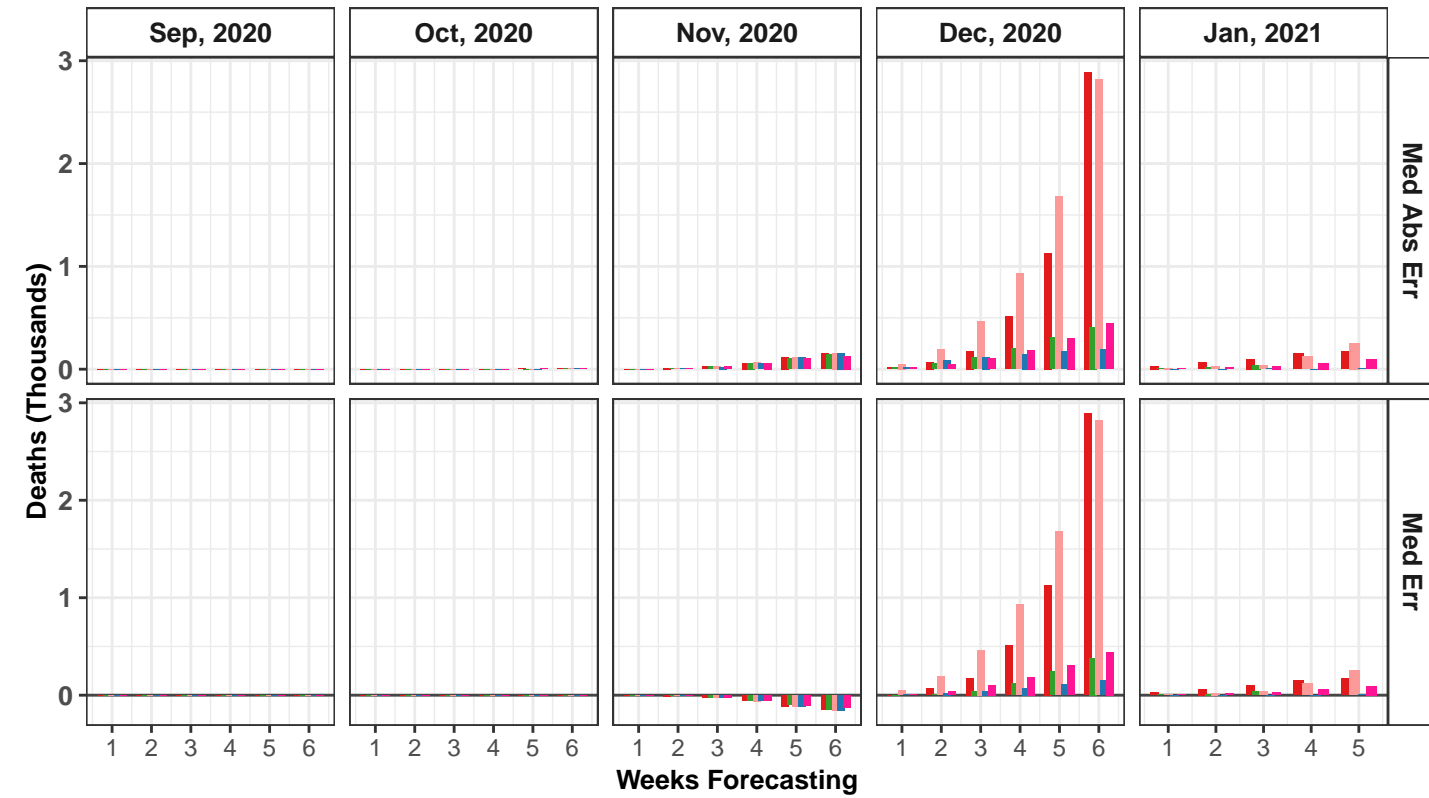 Sep, 2020 Oct, 2020 Nov, 2020 Dec, 2020 Jan, 2021
3
2
1
0
Med Abs Err
3
2
1
0
Med Err
Deaths (Thousands)
1 2 3 4 5 6 1 2 3 4 5 6 1 2 3 4 5 6 1 2 3 4 5 6 1 2 3 4 5
Weeks Forecasting